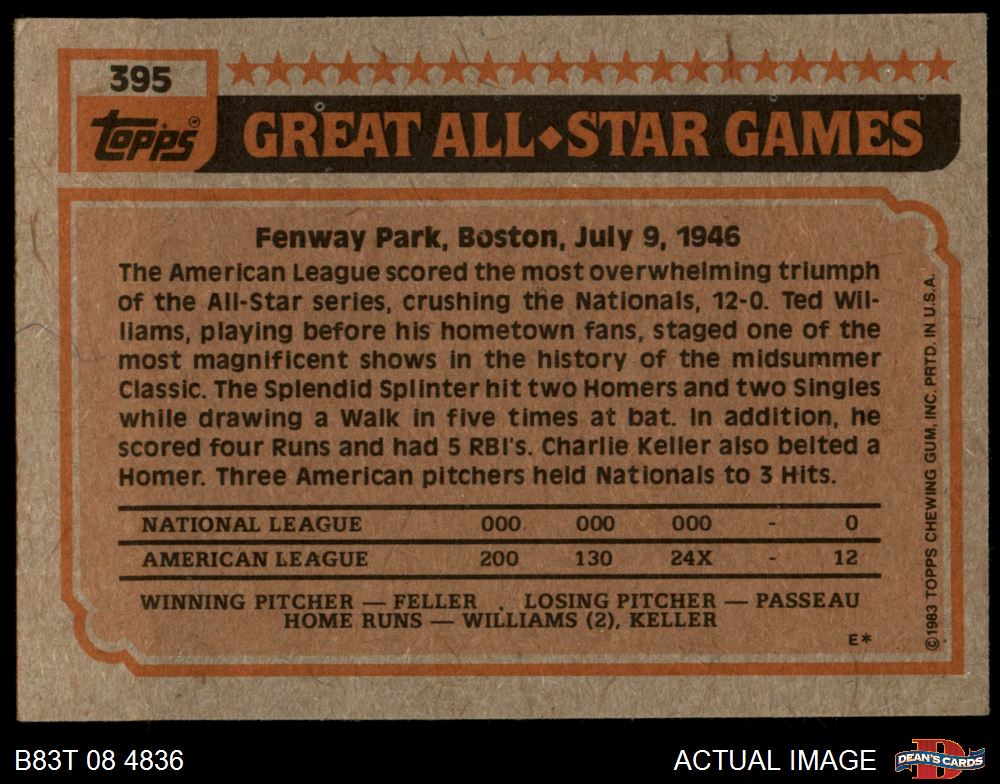 395
topps
GREAT ALL◆STAR GAMES
Fenway Park, Boston, July 9, 1946
The American League scored the most overwhelming triumph
of the All-Star series, crushing the Nationals, 12-0. Ted Wil-
liams, playing before his hometown fans, staged one of the
most magnificent shows in the history of the midsummer
Classic. The Splendid Splinter hit two Homers and two Singles
while drawing a Walk in five times at bat. In addition, he
scored four Runs and had 5 RBI's. Charlie Keller also belted a
Homer. Three American pitchers held Nationals to 3 Hits.
NATIONAL LEAGUE 000 000 000 - 0
AMERICAN LEAGUE 200 130 24X - 12
WINNING PITCHER — FELLER . LOSING PITCHER — PASSEAU
HOME RUNS — WILLIAMS (2), KELLER
E*
©1983 TOPPS CHEWING GUM, INC. PRTD. IN U.S.A.
B83T 08 4836
ACTUAL IMAGE
DEAN'S CARDS